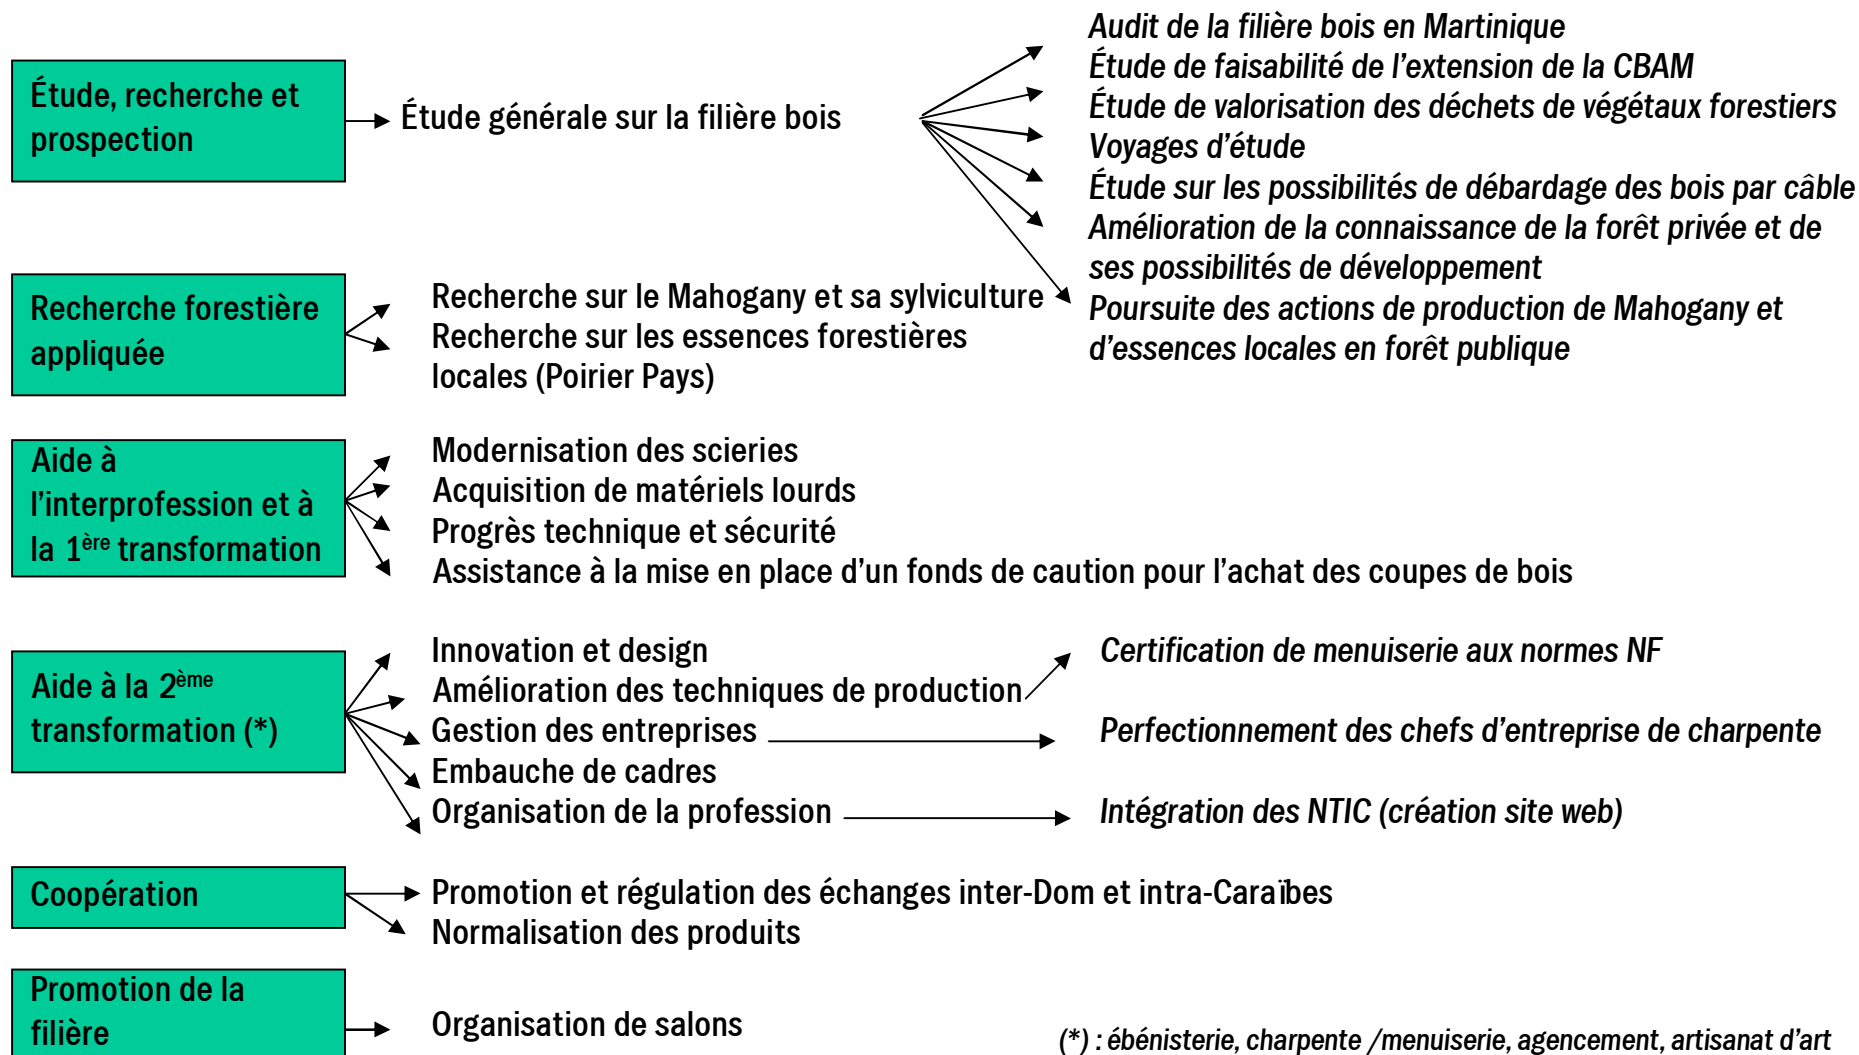 Étude, recherche et
prospection
Étude générale sur la filière bois
Audit de la filière bois en Martinique
Étude de faisabilité de l'extension de la CBAM
Étude de valorisation des déchets de végétaux forestiers
Voyages d'étude
Étude sur les possibilités de débardage des bois par câble
Amélioration de la connaissance de la forêt privée et de
ses possibilités de développement
Poursuite des actions de production de Mahogany et
d'essences locales en forêt publique
Recherche forestière
appliquée
Recherche sur le Mahogany et sa sylviculture
Recherche sur les essences forestières
locales (Poirier Pays)
Aide à
l'interprofession et à
la 1ère transformation
Modernisation des scieries
Acquisition de matériels lourds
Progrès technique et sécurité
Assistance à la mise en place d'un fonds de caution pour l'achat des coupes de bois
Aide à la 2ème
transformation (*)
Innovation et design
Amélioration des techniques de production
Gestion des entreprises
Embauche de cadres
Organisation de la profession
Certification de menuiserie aux normes NF
Perfectionnement des chefs d'entreprise de charpente
Intégration des NTIC (création site web)
Coopération
Promotion et régulation des échanges inter-Dom et intra-Caraïbes
Normalisation des produits
Promotion de la
filière
Organisation de salons
(*) : ébénisterie, charpente /menuiserie, agencement, artisanat d'art